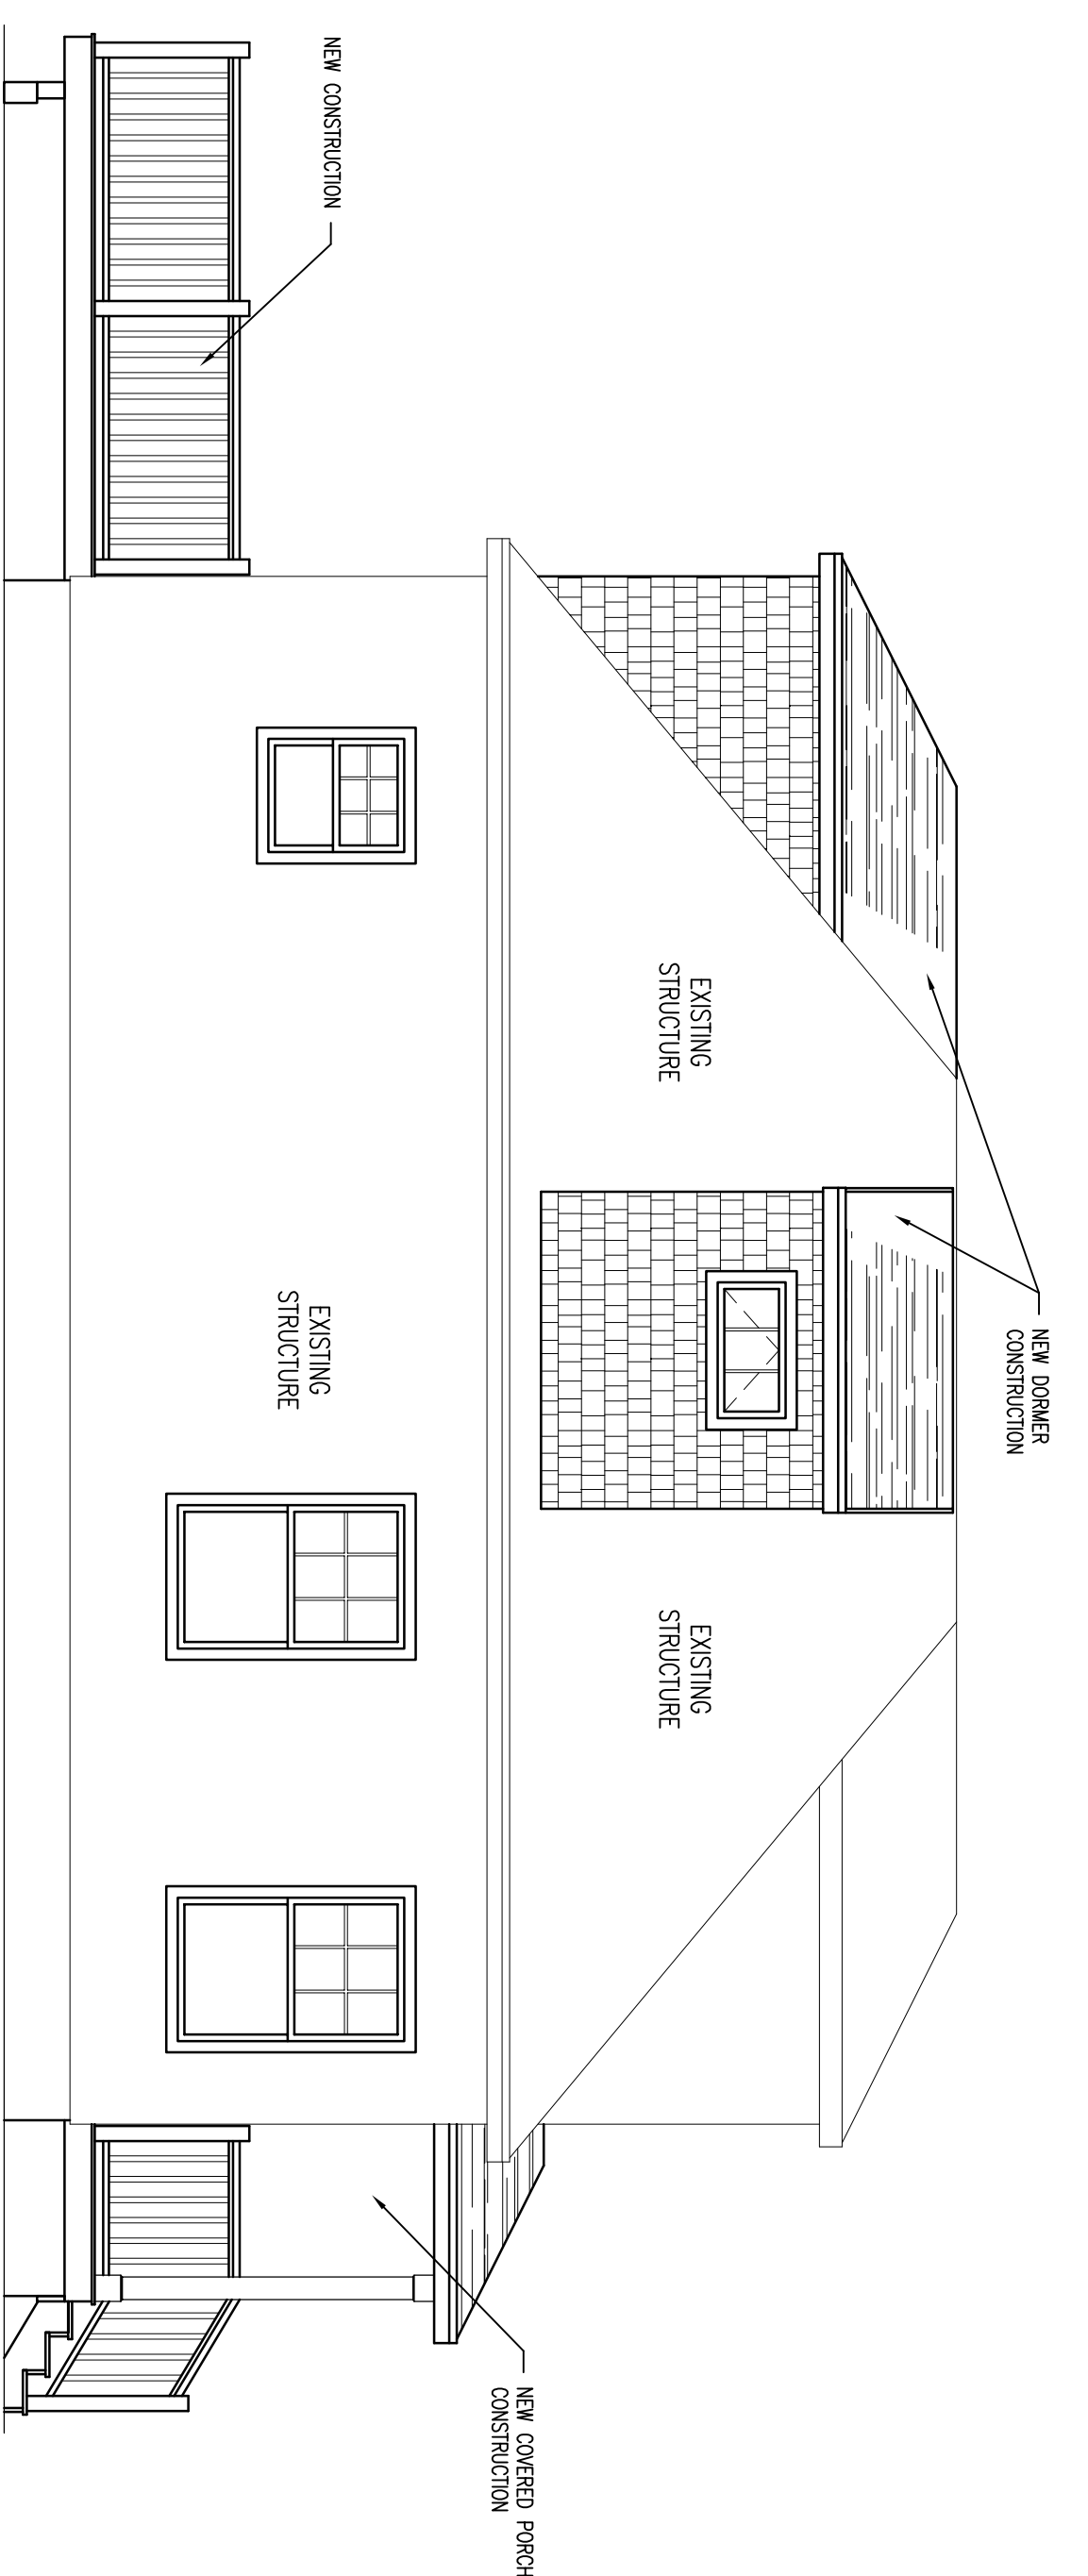 NEW DORMER
CONSTRUCTION
EXISTING
STRUCTURE
EXISTING
STRUCTURE
NEW COVERED PORCH
CONSTRUCTION
NEW CONSTRUCTION
EXISTING
STRUCTURE